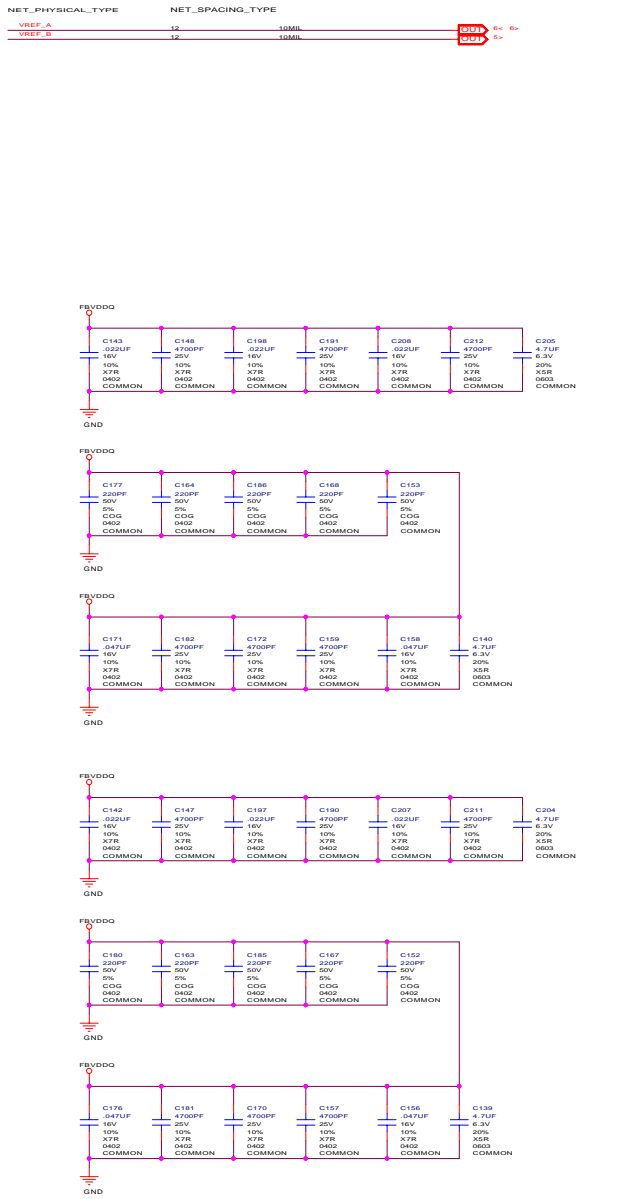 NET_PHYSICAL_TYPE NET_SPACING_TYPE
VREF_A 12 10MIL OUT 6< 6>
VREF_B 12 10MIL OUT 5>
FBVDDQ
C143 C148 C198 C191 C208 C212 C205
.022UF 4700PF .022UF 4700PF .022UF 4700PF 4.7UF
16V 25V 16V 25V 16V 25V 6.3V
10% 10% 10% 10% 10% 10% 20%
X7R X7R X7R X7R X7R X7R X5R
0402 0402 0402 0402 0402 0402 0603
COMMON COMMON COMMON COMMON COMMON COMMON COMMON
GND
FBVDDQ
C177 C164 C186 C168 C153
220PF 220PF 220PF 220PF 220PF
50V 50V 50V 50V 50V
5% 5% 5% 5% 5%
COG COG COG COG COG
0402 0402 0402 0402 0402
COMMON COMMON COMMON COMMON COMMON
GND
FBVDDQ
C171 C182 C172 C159 C158 C140
.047UF 4700PF 4700PF 4700PF .047UF 4.7UF
16V 25V 25V 25V 16V 6.3V
10% 10% 10% 10% 10% 20%
X7R X7R X7R X7R X7R X5R
0402 0402 0402 0402 0402 0603
COMMON COMMON COMMON COMMON COMMON COMMON
GND
FBVDDQ
C142 C147 C197 C190 C207 C211 C204
.022UF 4700PF .022UF 4700PF .022UF 4700PF 4.7UF
16V 25V 16V 25V 16V 25V 6.3V
10% 10% 10% 10% 10% 10% 20%
X7R X7R X7R X7R X7R X7R X5R
0402 0402 0402 0402 0402 0402 0603
COMMON COMMON COMMON COMMON COMMON COMMON COMMON
GND
FBVDDQ
C180 C163 C185 C167 C152
220PF 220PF 220PF 220PF 220PF
50V 50V 50V 50V 50V
5% 5% 5% 5% 5%
COG COG COG COG COG
0402 0402 0402 0402 0402
COMMON COMMON COMMON COMMON COMMON
GND
FBVDDQ
C176 C181 C170 C157 C156 C139
.047UF 4700PF 4700PF 4700PF .047UF 4.7UF
16V 25V 25V 25V 16V 6.3V
10% 10% 10% 10% 10% 20%
X7R X7R X7R X7R X7R X5R
0402 0402 0402 0402 0402 0603
COMMON COMMON COMMON COMMON COMMON COMMON
GND